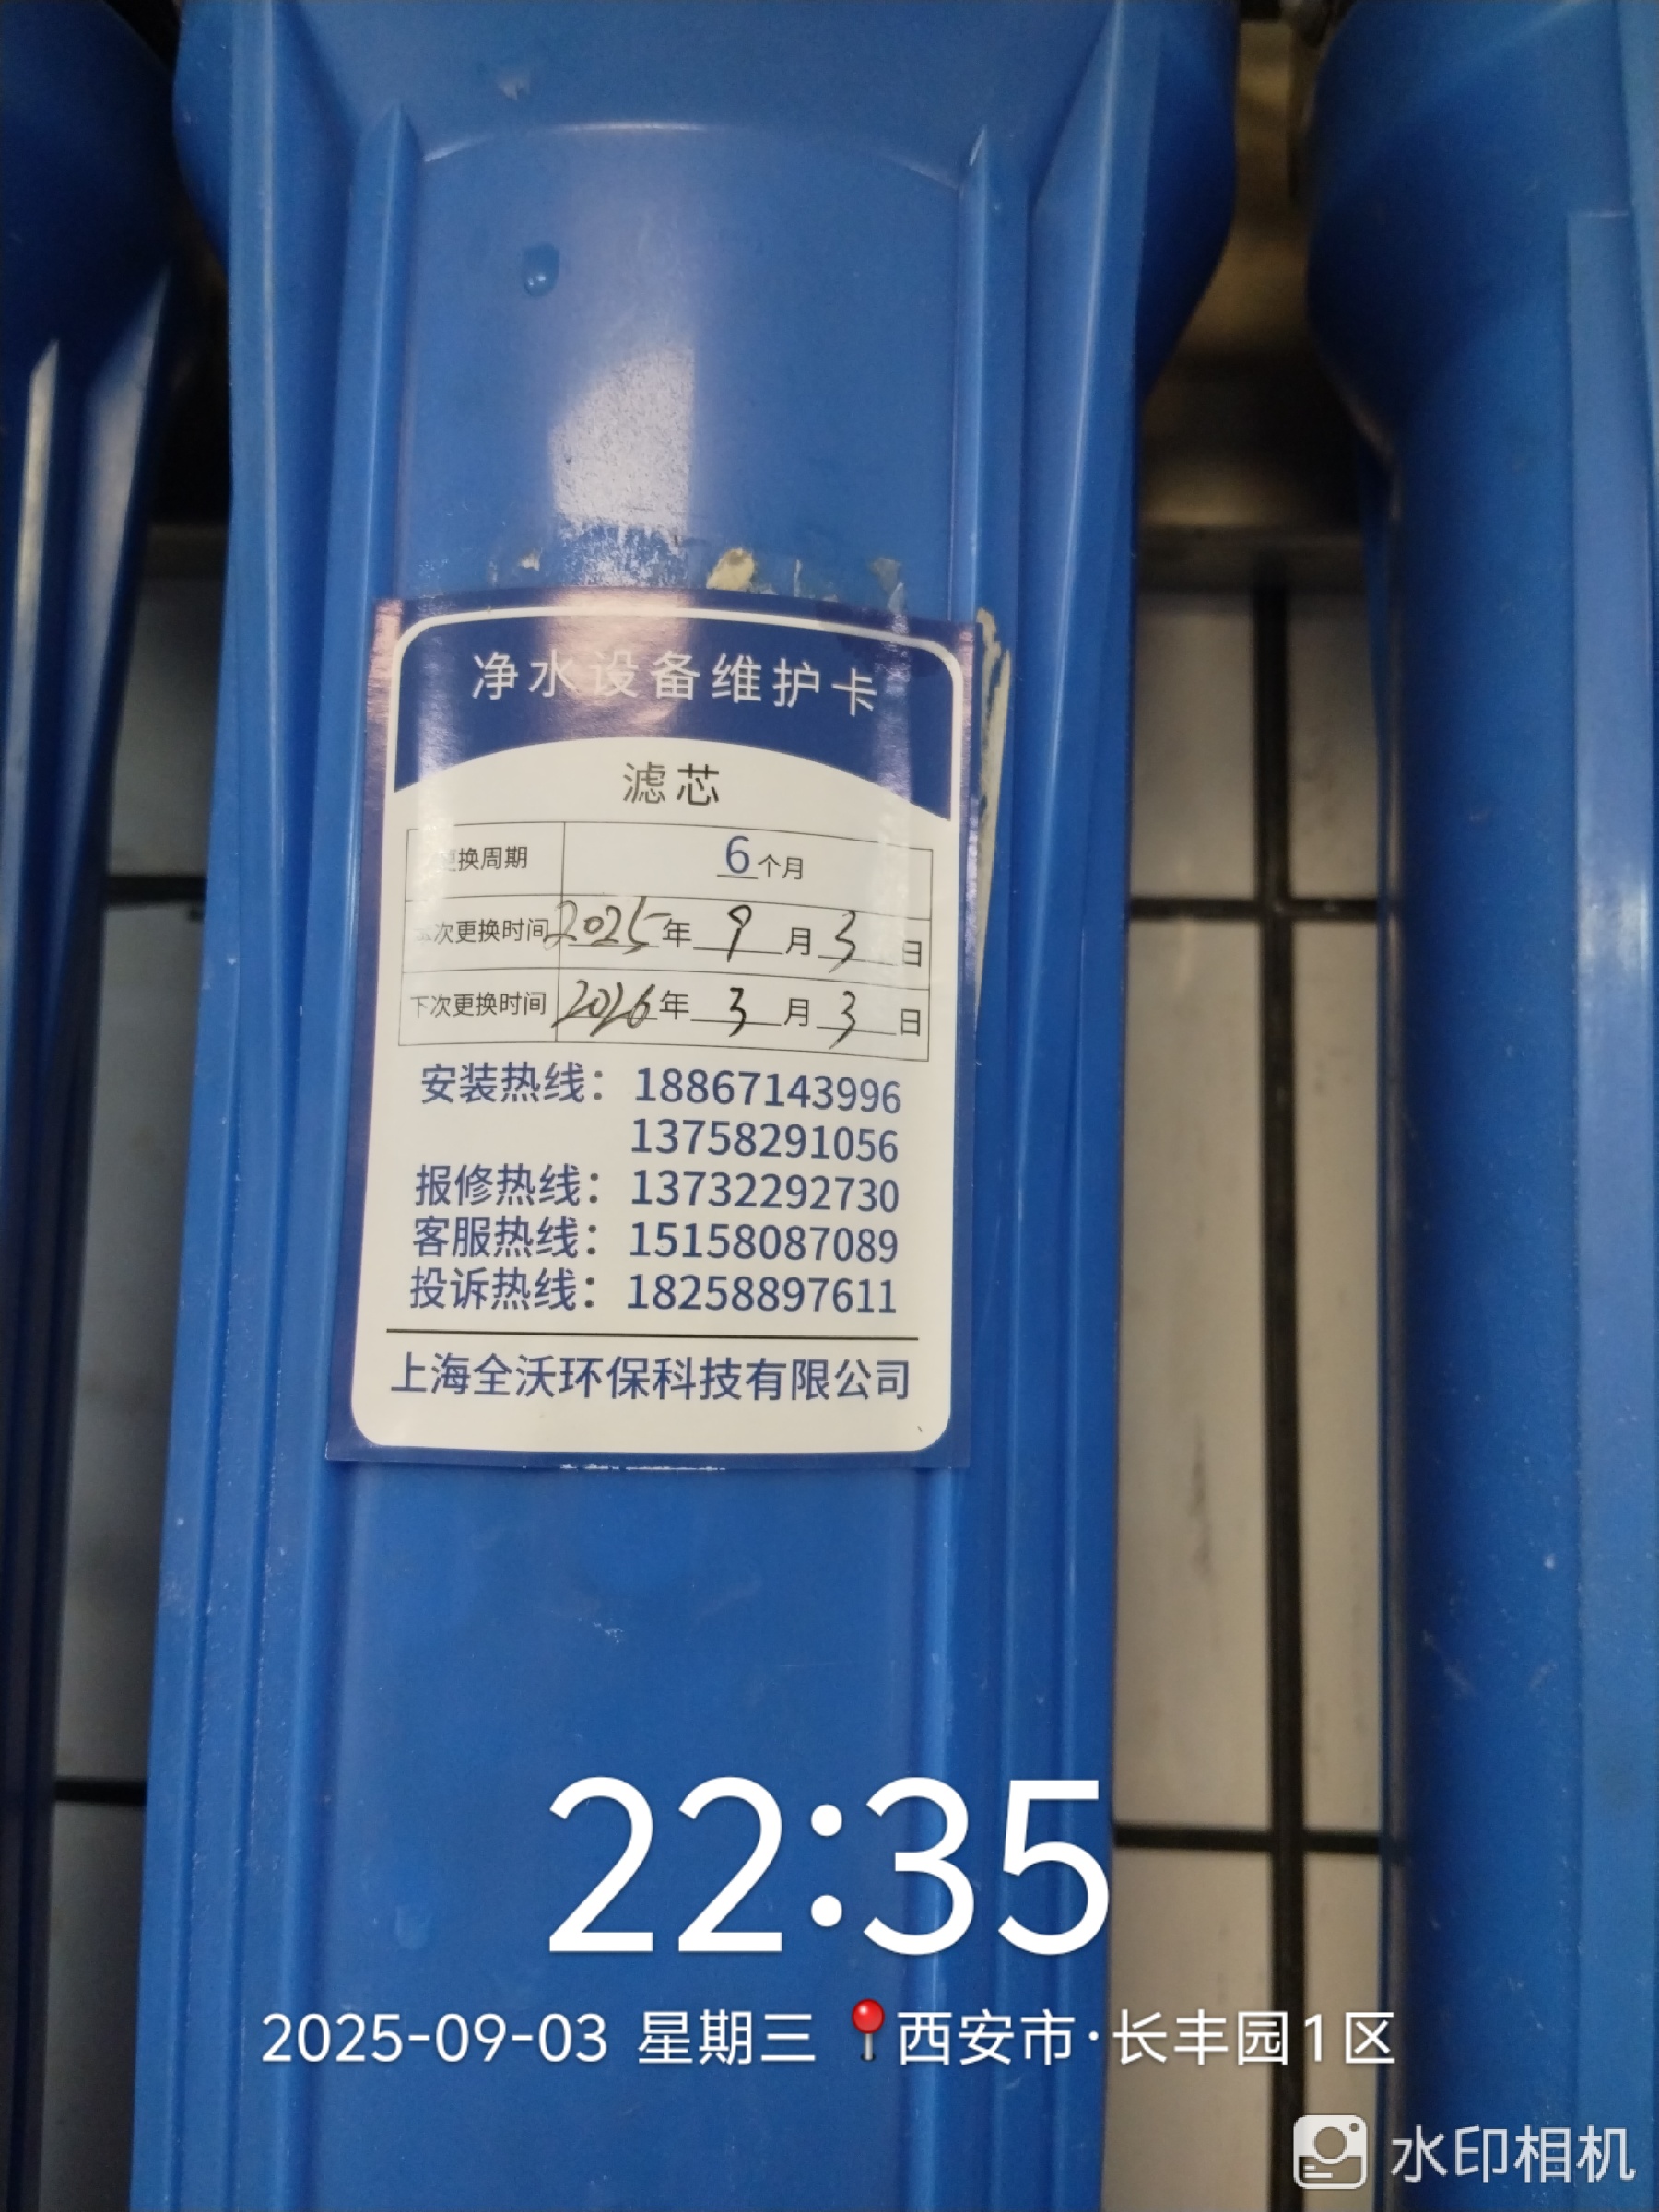 净水设备维护卡
滤芯
更换周期 6个月
本次更换时间 2025年9月3日
下次更换时间 2026年3月3日
安装热线：18867143996
13758291056
报修热线：13732292730
客服热线：15158087089
投诉热线：18258897611
上海全沃环保科技有限公司
22:35
2025-09-03 星期三 西安市·长丰园1区
水印相机